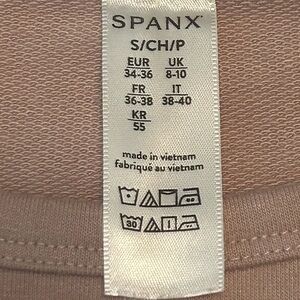 SPANX
S/CH/P
EUR UK
34-36 8-10
FR IT
36-38 38-40
KR
55
made in vietnam
fabriqué au vietnam
30